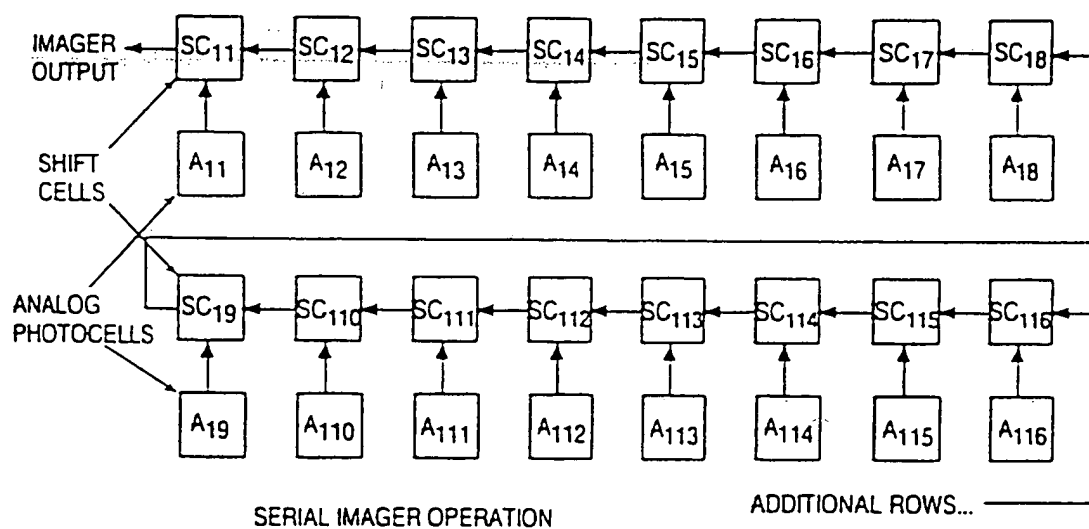 IMAGER OUTPUT
SC11 SC12 SC13 SC14 SC15 SC16 SC17 SC18
SHIFT CELLS
A11 A12 A13 A14 A15 A16 A17 A18
ANALOG PHOTOCELLS
SC19 SC110 SC111 SC112 SC113 SC114 SC115 SC116
A19 A110 A111 A112 A113 A114 A115 A116
SERIAL IMAGER OPERATION
ADDITIONAL ROWS...